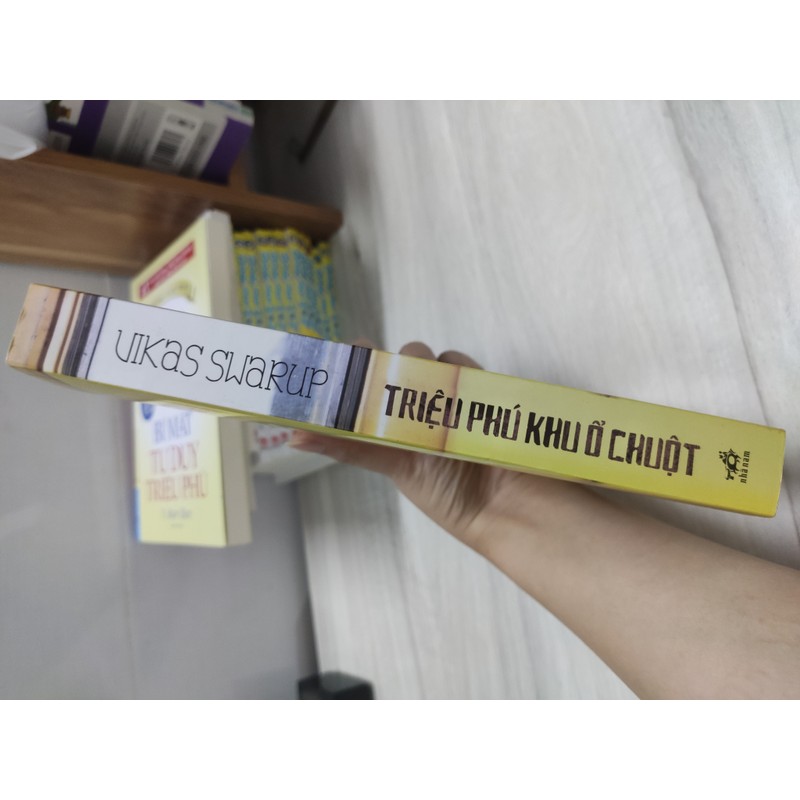 VIKAS SWARUP
TRIỆU PHÚ KHU Ổ CHUỘT
nhã nam
BÍ MẬT
TƯ DUY
TRIỆU PHÚ